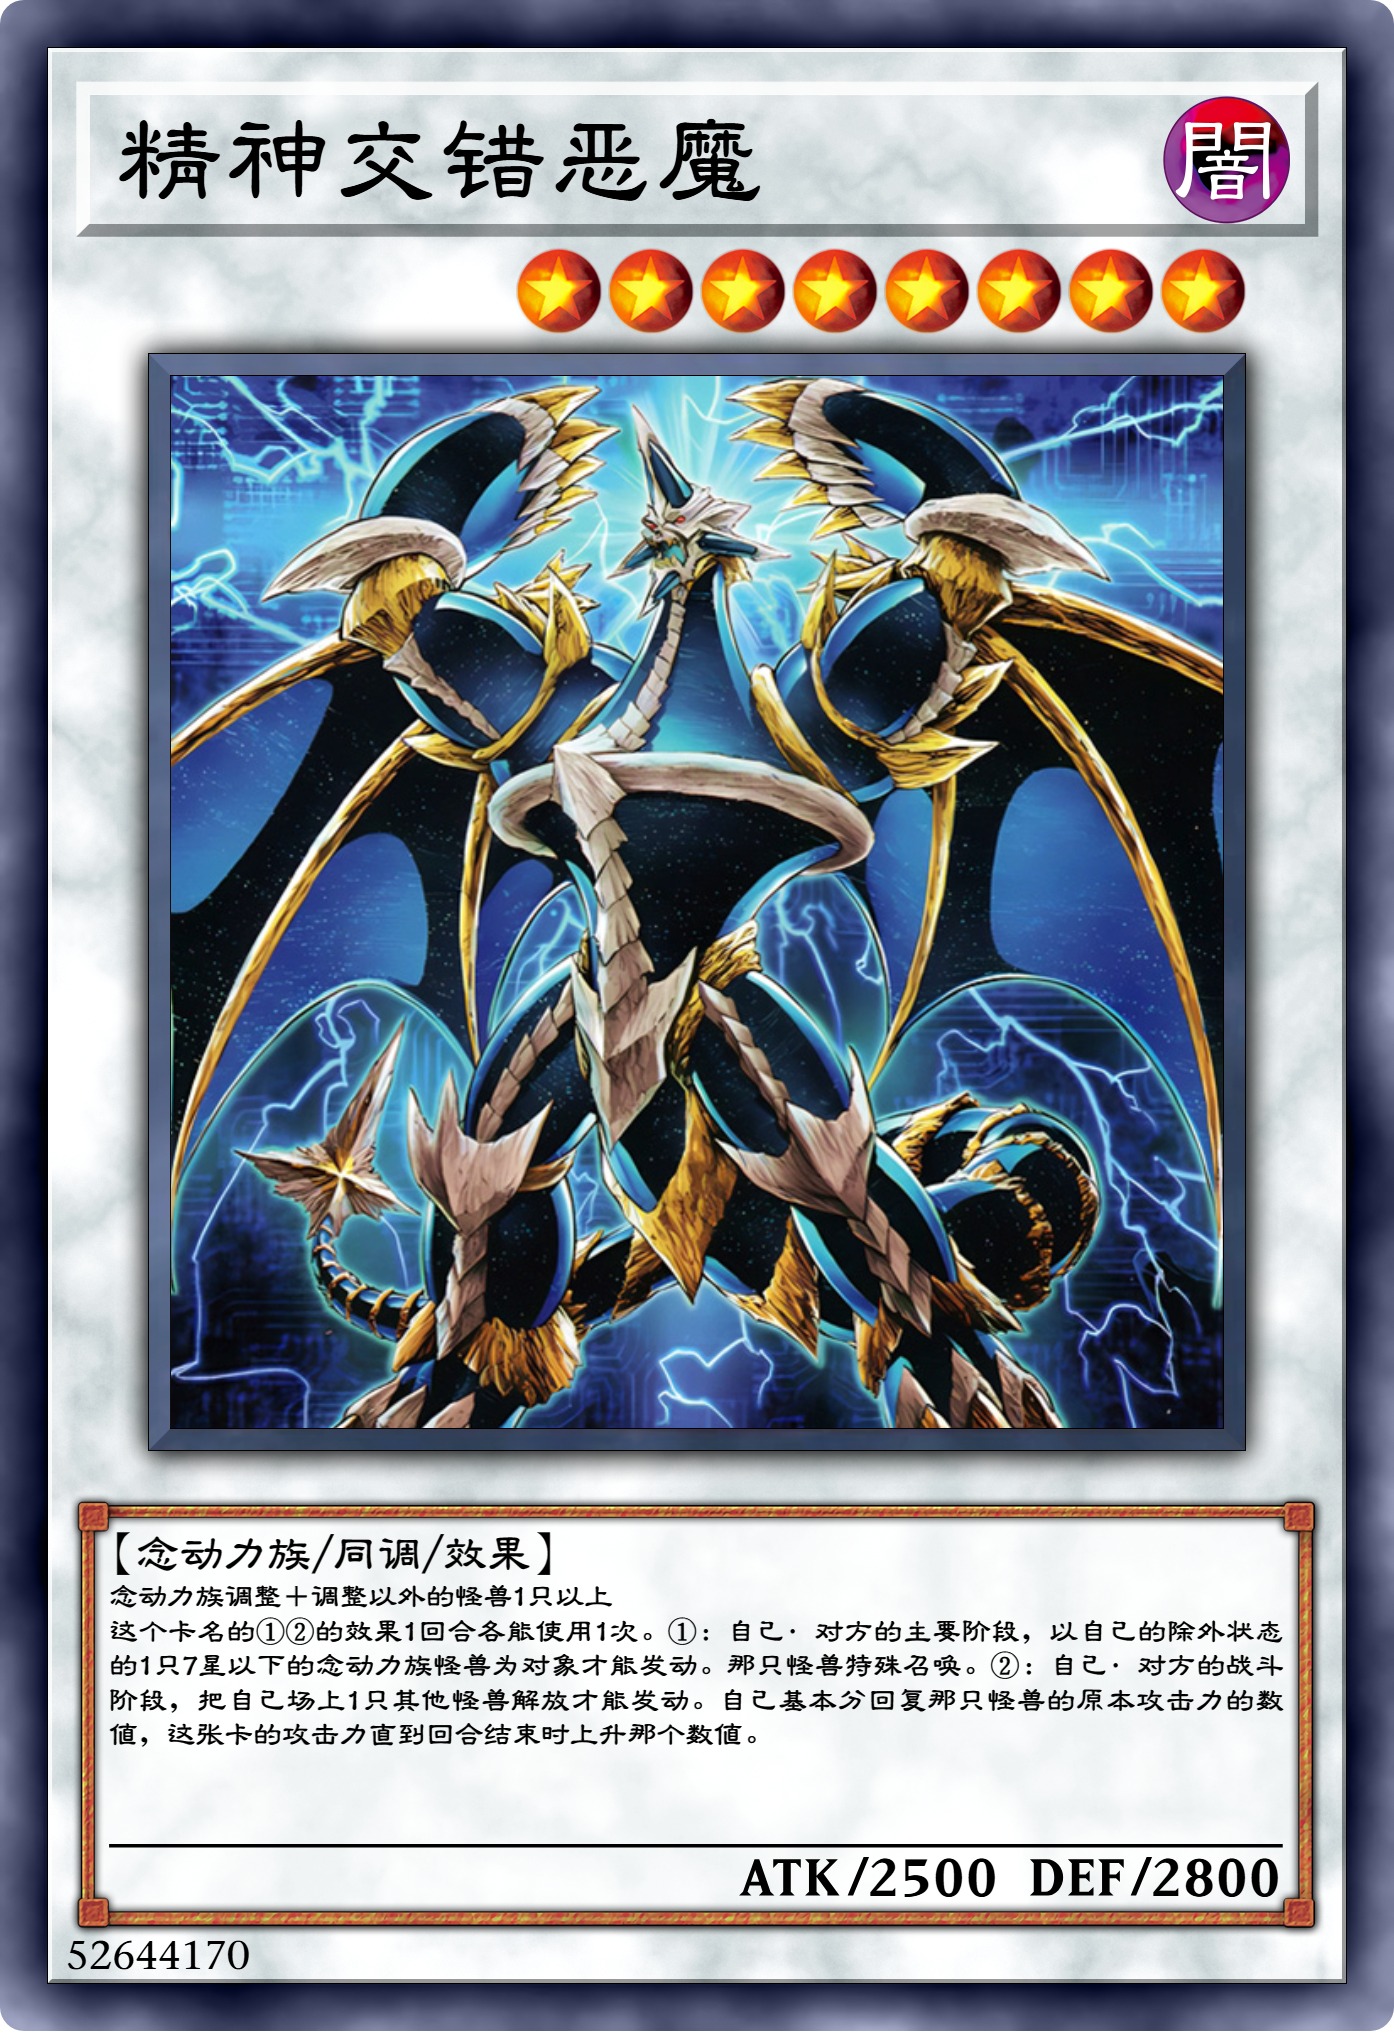 精神交错恶魔
闇
【念动力族/同调/效果】
念动力族调整＋调整以外的怪兽1只以上
这个卡名的①②的效果1回合各能使用1次。①：自己·对方的主要阶段，以自己的除外状态
的1只7星以下的念动力族怪兽为对象才能发动。那只怪兽特殊召唤。②：自己·对方的战斗
阶段，把自己场上1只其他怪兽解放才能发动。自己基本分回复那只怪兽的原本攻击力的数
值，这张卡的攻击力直到回合结束时上升那个数值。
ATK/2500 DEF/2800
52644170